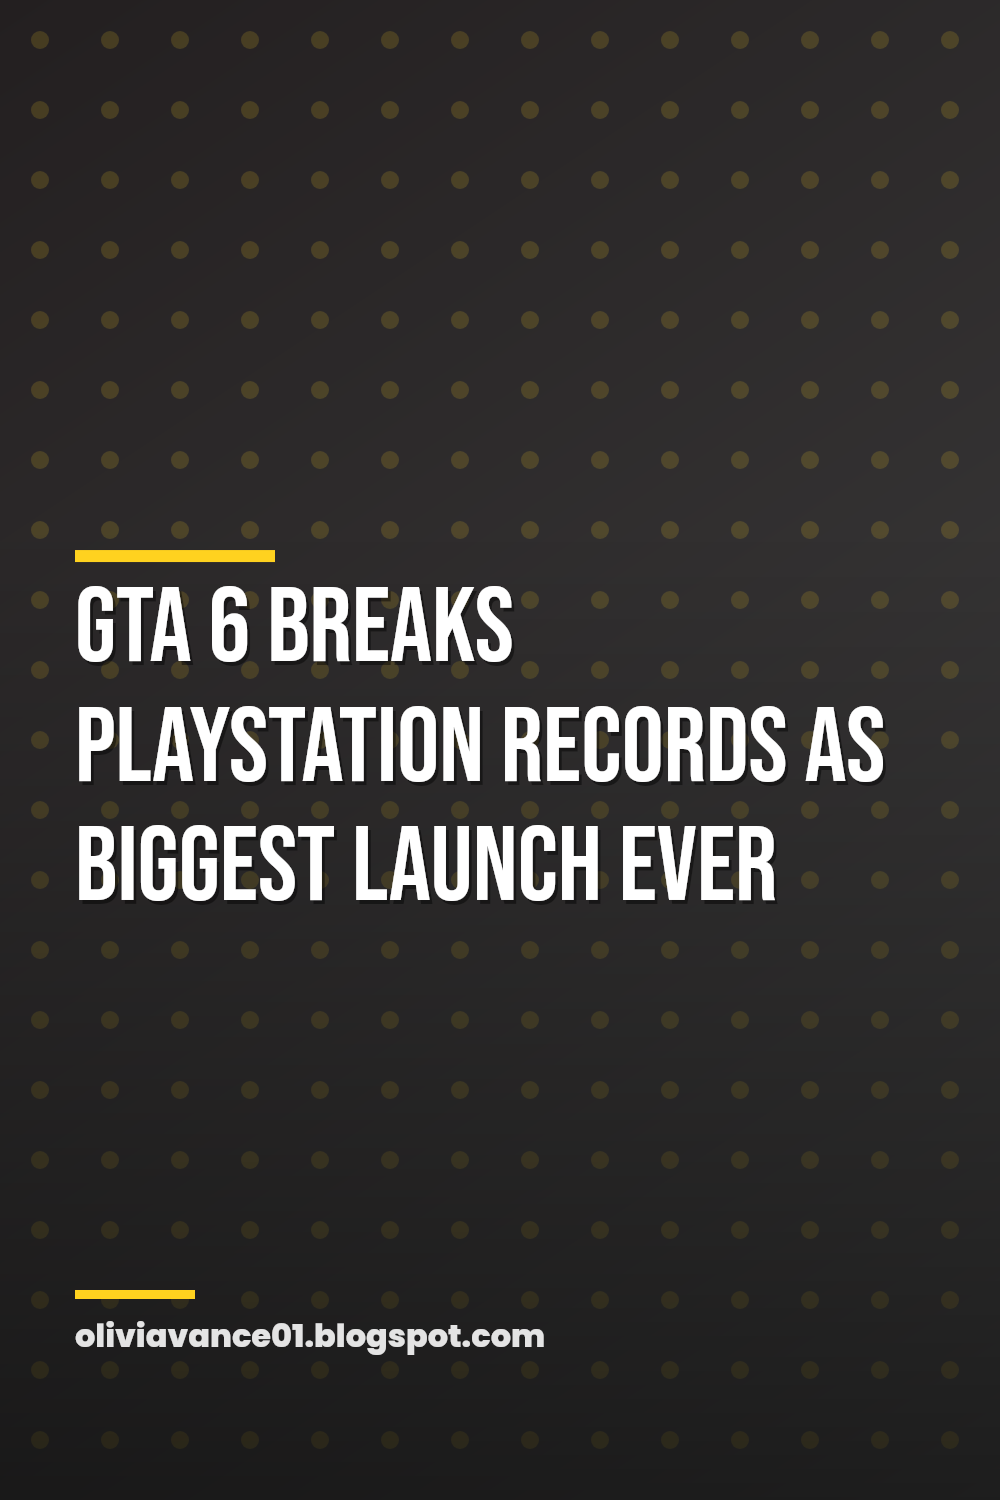 GTA 6 BREAKS
PLAYSTATION RECORDS AS
BIGGEST LAUNCH EVER
oliviavance01.blogspot.com